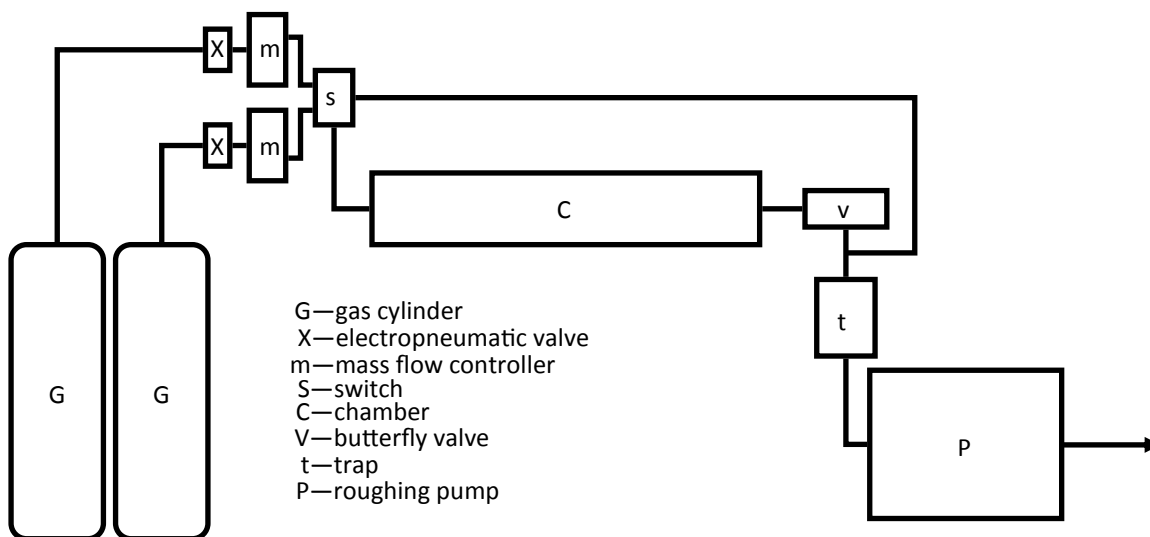 X
m
s
X
m
C
v
G—gas cylinder
X—electropneumatic valve
m—mass flow controller
S—switch
C—chamber
V—butterfly valve
t—trap
P—roughing pump
t
G
G
P